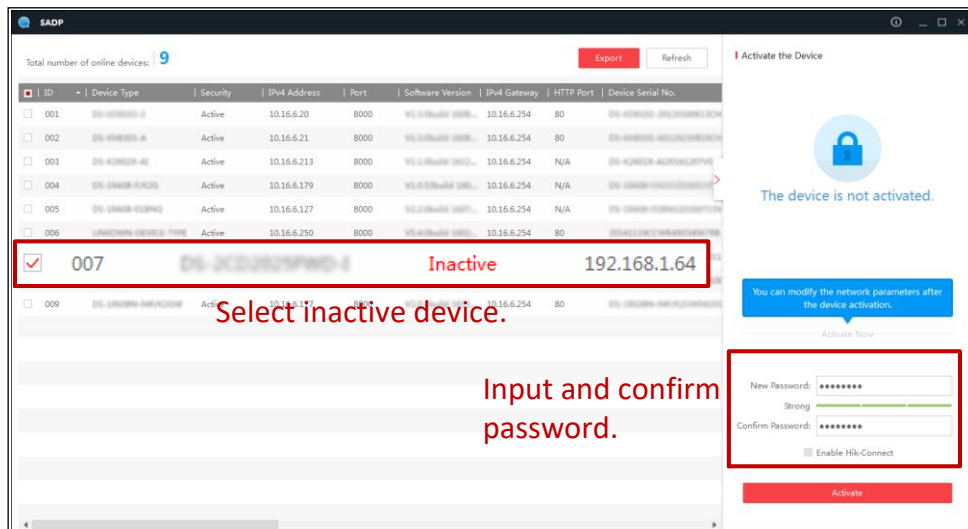 SADP
Total number of online devices: 9
Export
Refresh
ID | Device Type | Security | IPv4 Address | Port | Software Version | IPv4 Gateway | HTTP Port | Device Serial No.
001 Active 10.16.6.20 8000 10.16.6.254 80
002 Active 10.16.6.21 8000 10.16.6.254 80
003 Active 10.16.6.213 8000 10.16.6.254 N/A
004 Active 10.16.6.179 8000 10.16.6.254 N/A
005 Active 10.16.6.127 8000 10.16.6.254 N/A
006 Active 10.16.6.250 8000 10.16.6.254 80
007 Inactive 192.168.1.64
009 10.16.6.254 80
Select inactive device.
Input and confirm
password.
Activate the Device
The device is not activated.
You can modify the network parameters after
the device activation.
Activate Now
New Password: ●●●●●●●●
Strong
Confirm Password: ●●●●●●●●
Enable Hik-Connect
Activate